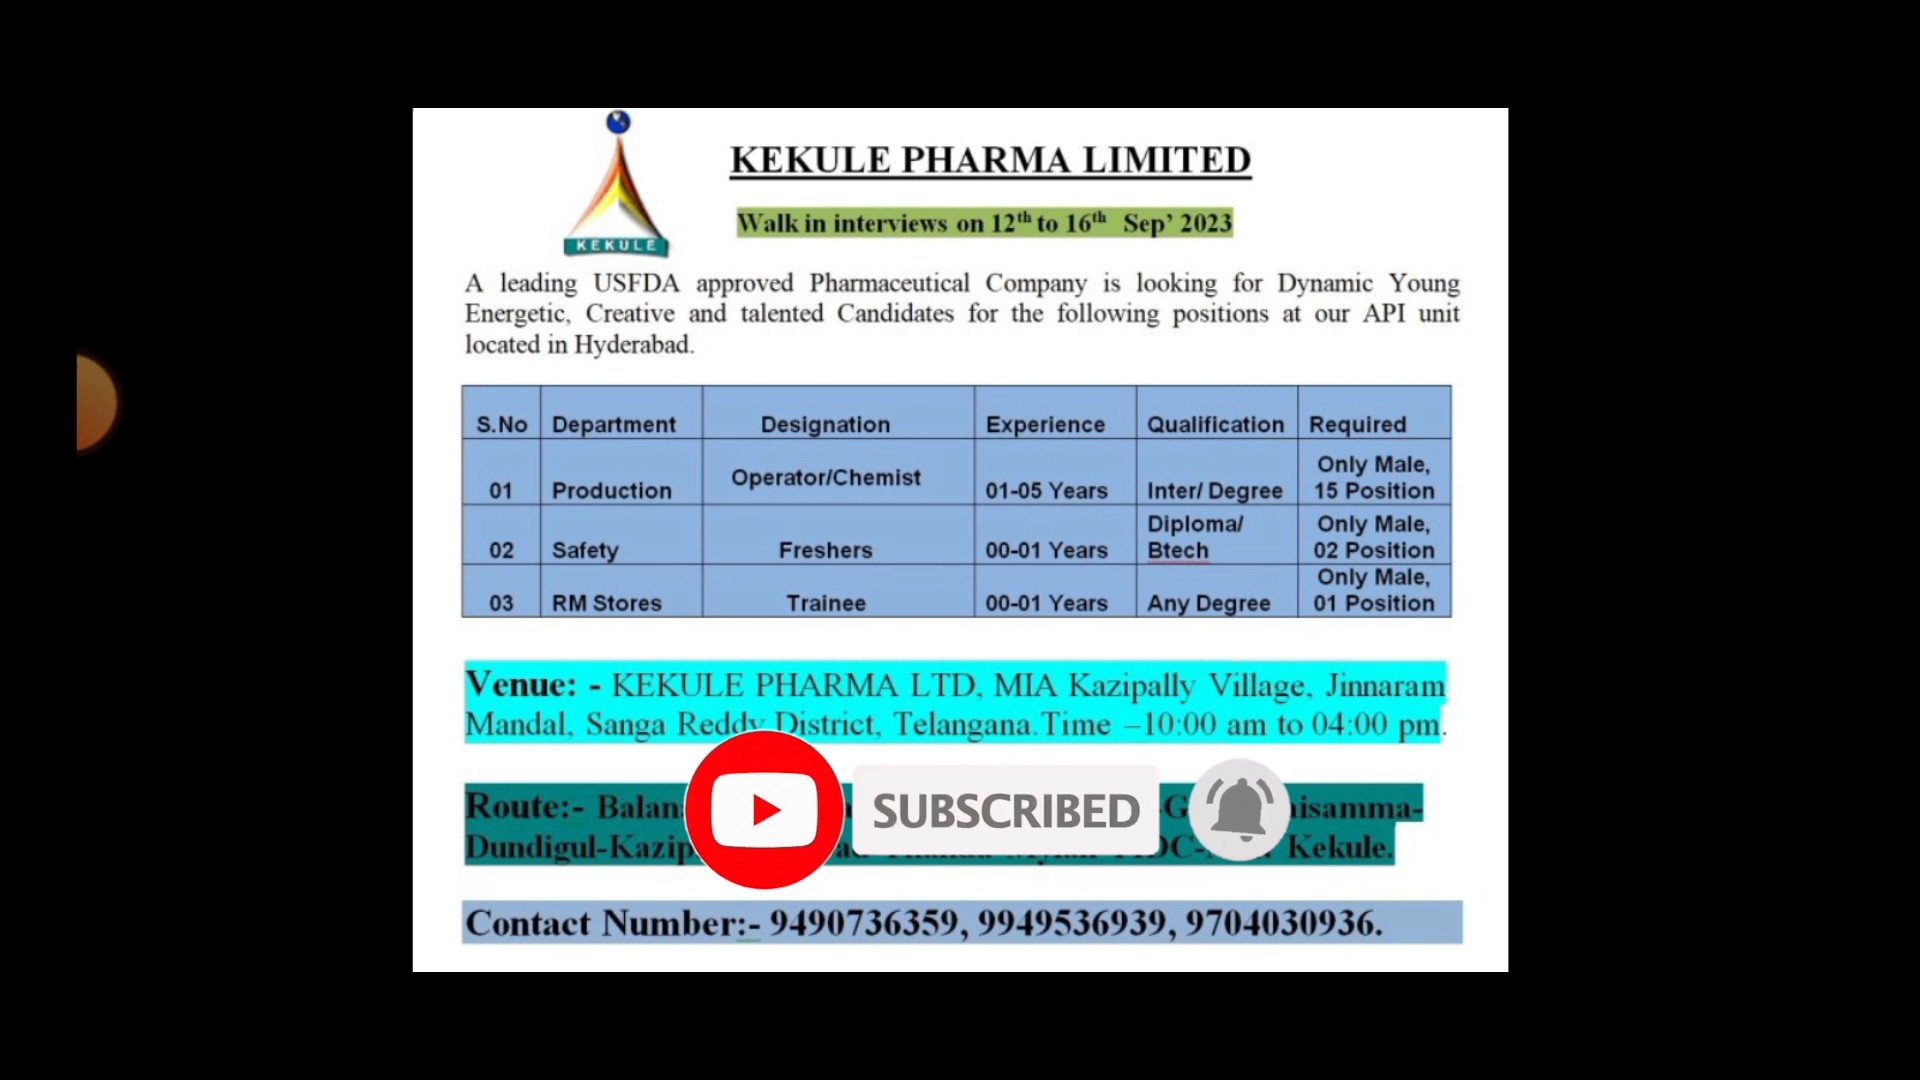 KEKULE
KEKULE PHARMA LIMITED
Walk in interviews on 12th to 16th Sep’ 2023
A leading USFDA approved Pharmaceutical Company is looking for Dynamic Young
Energetic, Creative and talented Candidates for the following positions at our API unit
located in Hyderabad.
S.No Department Designation Experience Qualification Required
01 Production Operator/Chemist 01-05 Years Inter/ Degree Only Male, 15 Position
02 Safety Freshers 00-01 Years Diploma/ Btech Only Male, 02 Position
03 RM Stores Trainee 00-01 Years Any Degree Only Male, 01 Position
Venue: - KEKULE PHARMA LTD, MIA Kazipally Village, Jinnaram
Mandal, Sanga Reddy District, Telangana.Time –10:00 am to 04:00 pm.
Route:-
SUBSCRIBED
Kekule.
Contact Number:- 9490736359, 9949536939, 9704030936.